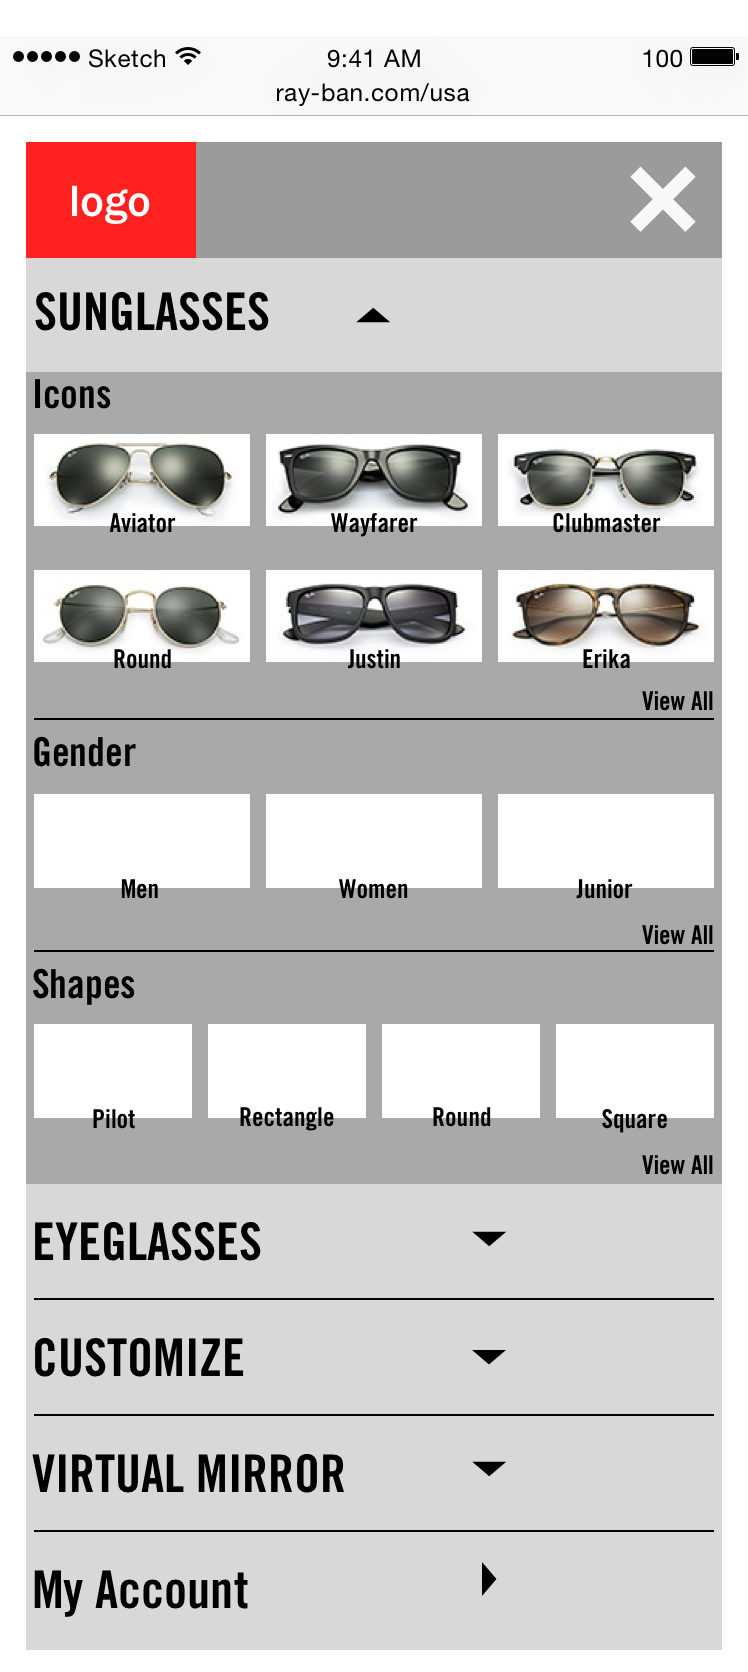 Sketch 9:41 AM 100
ray-ban.com/usa
logo
SUNGLASSES
Icons
Aviator Wayfarer Clubmaster
Round Justin Erika
View All
Gender
Men Women Junior
View All
Shapes
Pilot Rectangle Round Square
View All
EYEGLASSES
CUSTOMIZE
VIRTUAL MIRROR
My Account